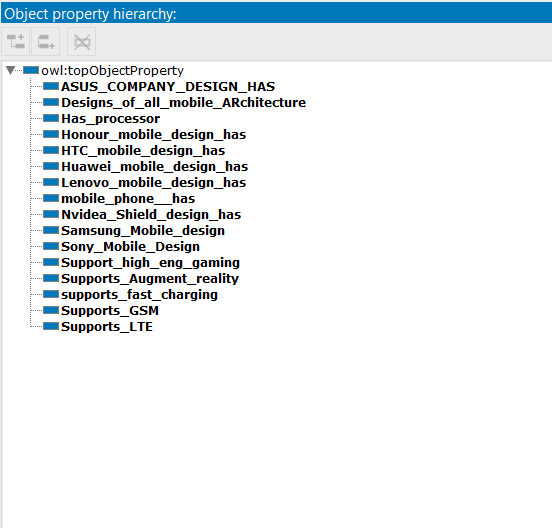 Object property hierarchy:
owl:topObjectProperty
ASUS_COMPANY_DESIGN_HAS
Designs_of_all_mobile_ARchitecture
Has_processor
Honour_mobile_design_has
HTC_mobile_design_has
Huawei_mobile_design_has
Lenovo_mobile_design_has
mobile_phone__has
Nvidea_Shield_design_has
Samsung_Mobile_design
Sony_Mobile_Design
Support_high_eng_gaming
Supports_Augment_reality
supports_fast_charging
Supports_GSM
Supports_LTE